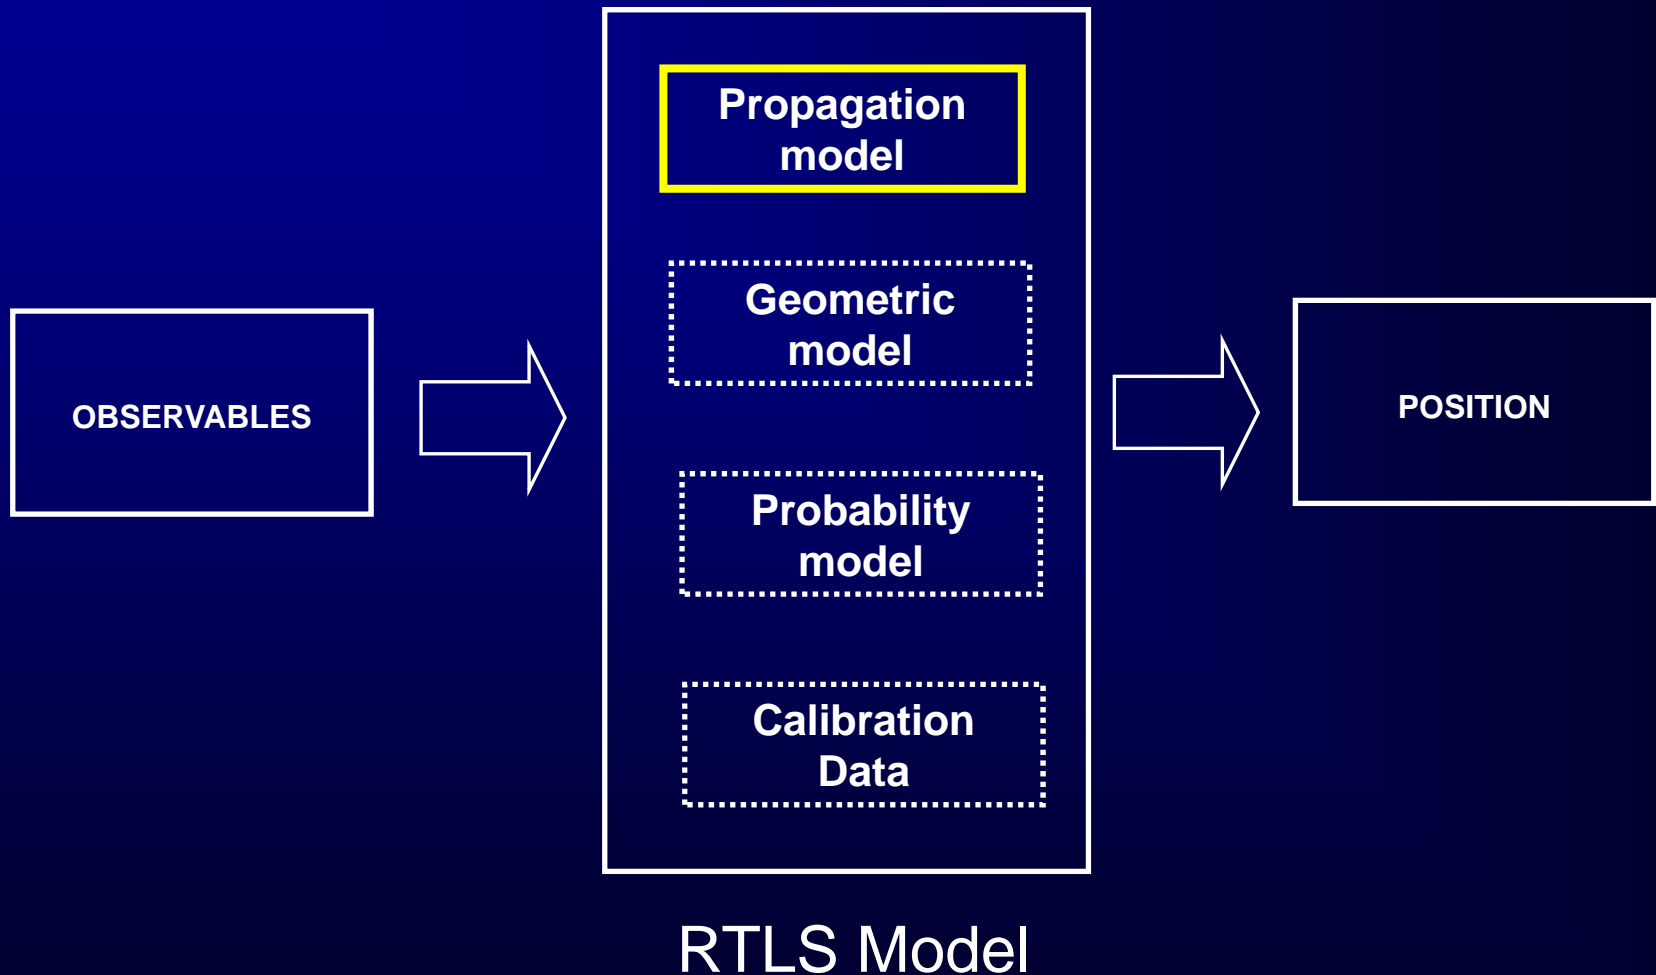 Propagation
model
Geometric
model
OBSERVABLES
POSITION
Probability
model
Calibration
Data
RTLS Model